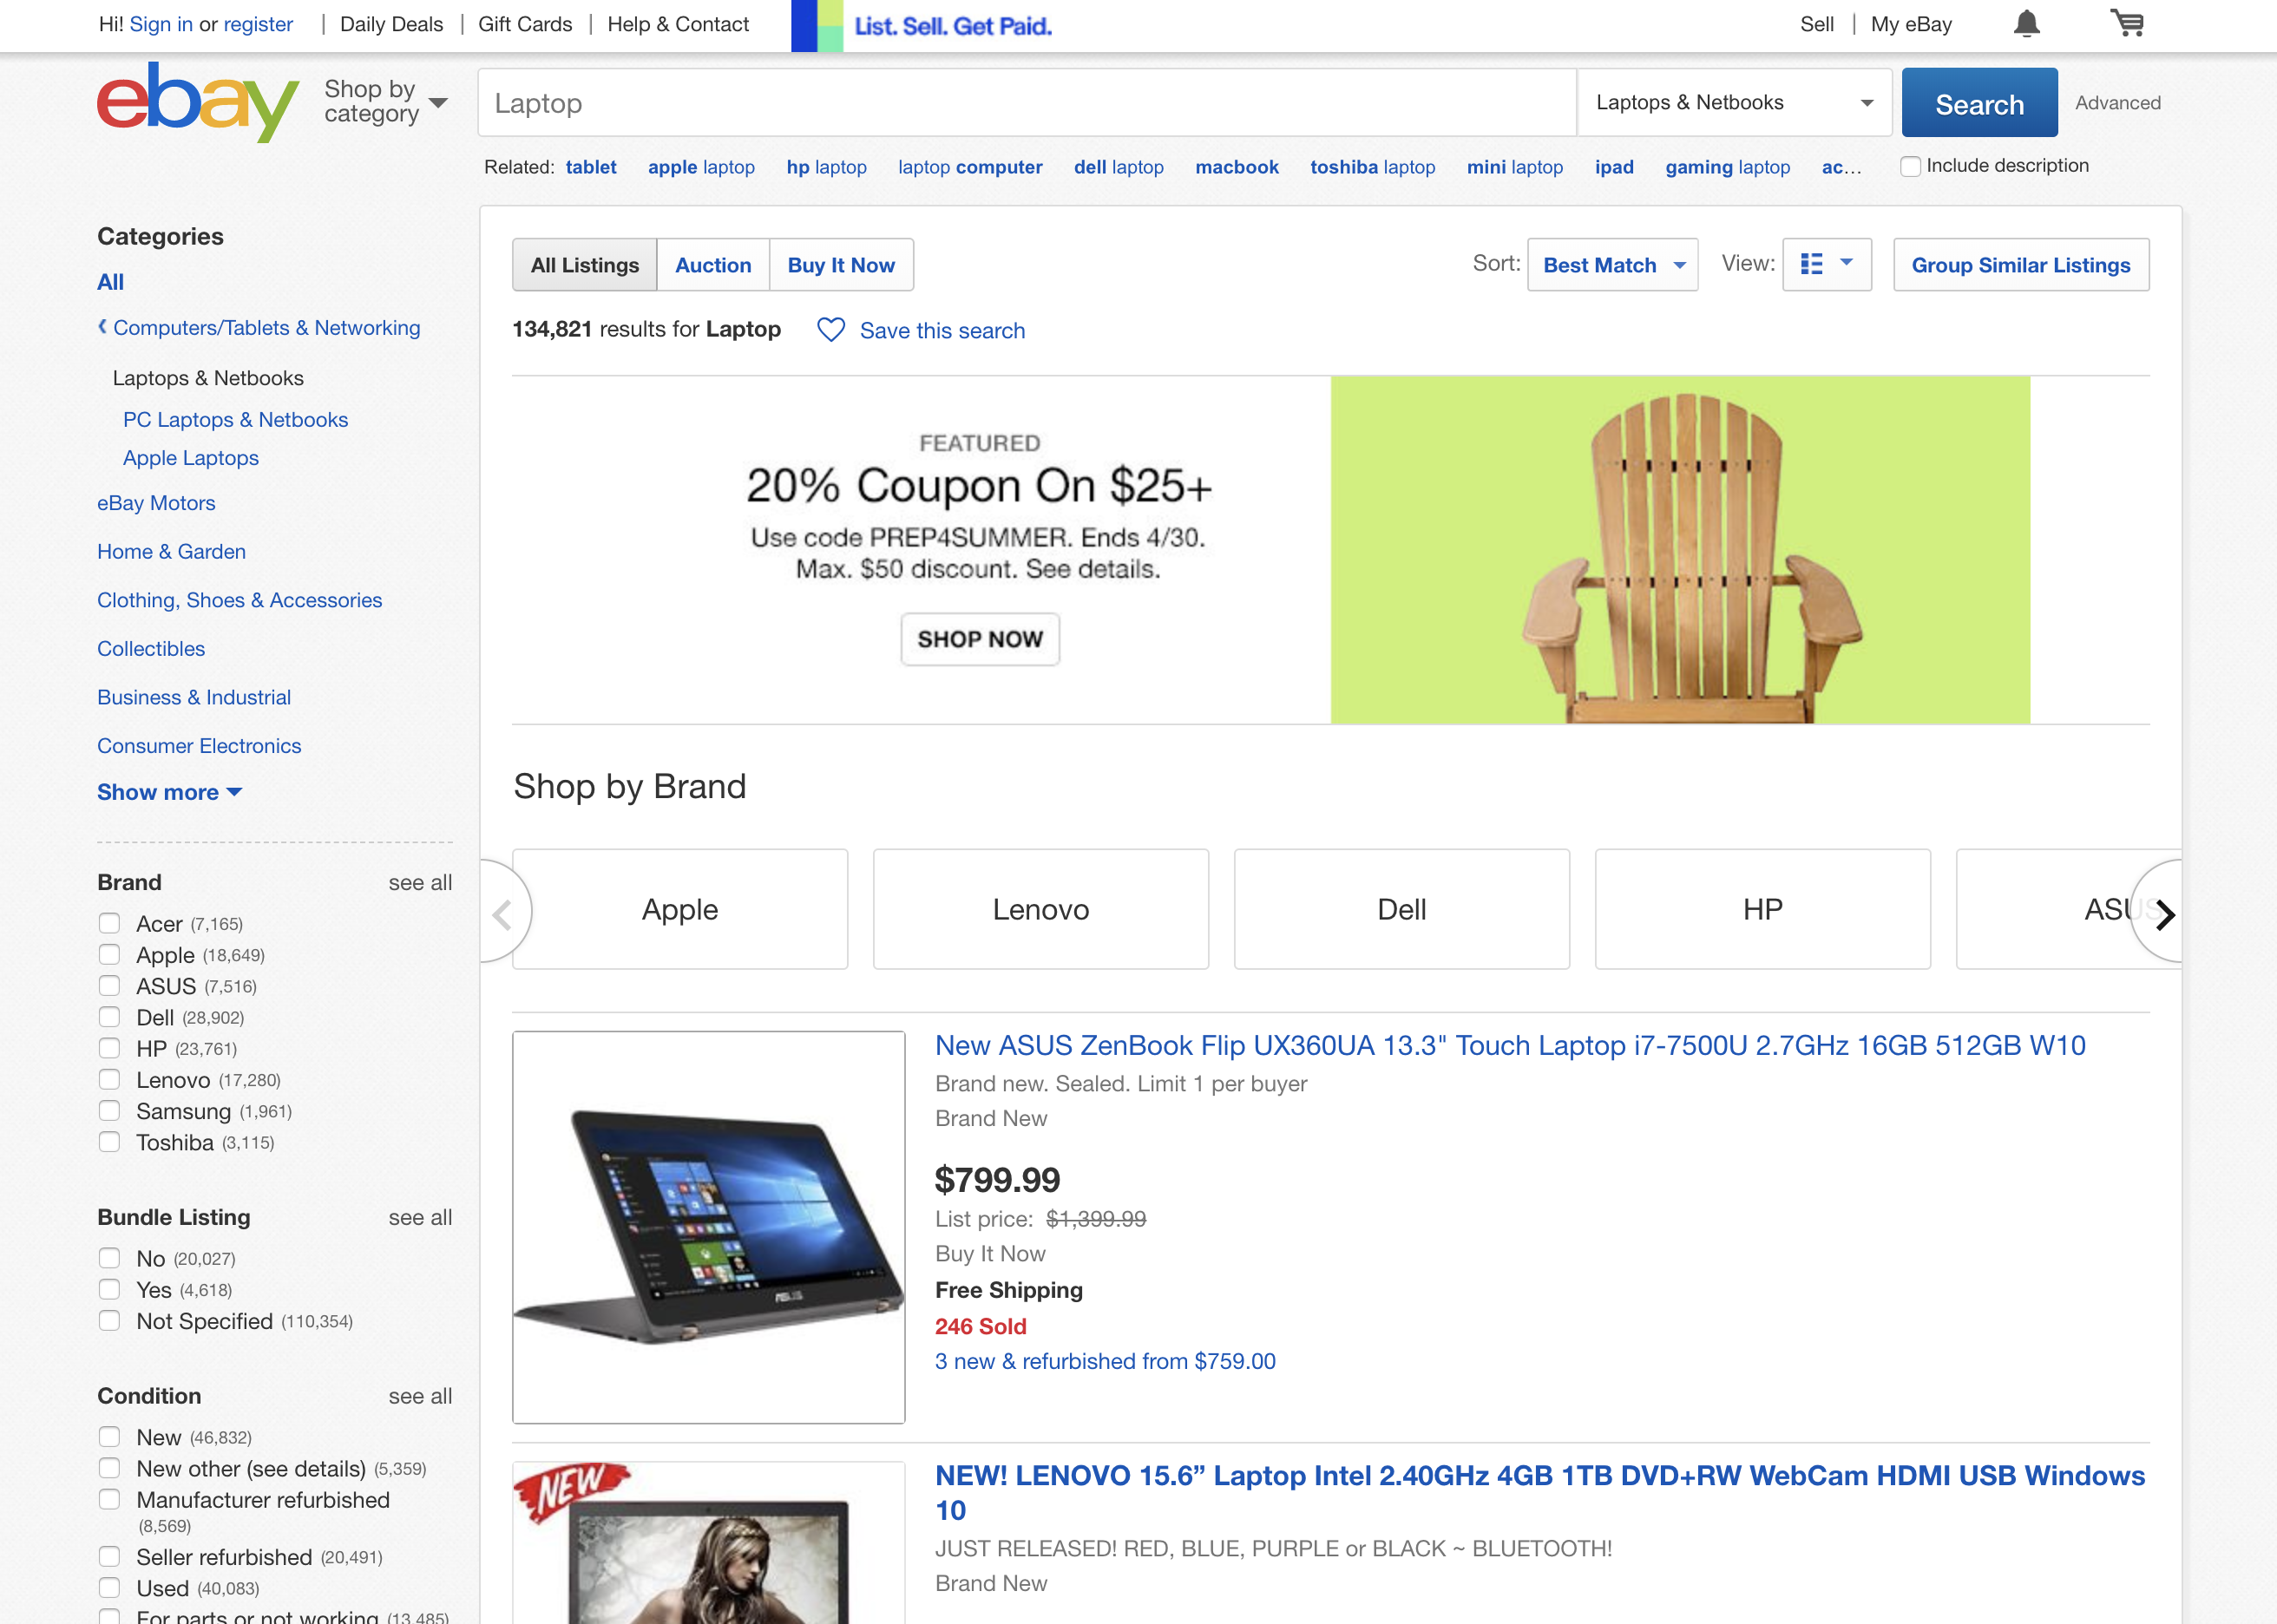 Hi! Sign in or register | Daily Deals | Gift Cards | Help & Contact List. Sell. Get Paid. Sell | My eBay
ebay
Shop by category
Laptop
Laptops & Netbooks
Search
Advanced
Related: tablet apple laptop hp laptop laptop computer dell laptop macbook toshiba laptop mini laptop ipad gaming laptop ac...
Include description
Categories
All
Computers/Tablets & Networking
Laptops & Netbooks
PC Laptops & Netbooks
Apple Laptops
eBay Motors
Home & Garden
Clothing, Shoes & Accessories
Collectibles
Business & Industrial
Consumer Electronics
Show more
Brand see all
Acer (7,165)
Apple (18,649)
ASUS (7,516)
Dell (28,902)
HP (23,761)
Lenovo (17,280)
Samsung (1,961)
Toshiba (3,115)
Bundle Listing see all
No (20,027)
Yes (4,618)
Not Specified (110,354)
Condition see all
New (46,832)
New other (see details) (5,359)
Manufacturer refurbished
(8,569)
Seller refurbished (20,491)
Used (40,083)
For parts or not working (13,485)
All Listings Auction Buy It Now
Sort: Best Match View: Group Similar Listings
134,821 results for Laptop Save this search
FEATURED
20% Coupon On $25+
Use code PREP4SUMMER. Ends 4/30.
Max. $50 discount. See details.
SHOP NOW
Shop by Brand
Apple Lenovo Dell HP ASUS
New ASUS ZenBook Flip UX360UA 13.3" Touch Laptop i7-7500U 2.7GHz 16GB 512GB W10
Brand new. Sealed. Limit 1 per buyer
Brand New
$799.99
List price: $1,399.99
Buy It Now
Free Shipping
246 Sold
3 new & refurbished from $759.00
ASUS
NEW
NEW! LENOVO 15.6” Laptop Intel 2.40GHz 4GB 1TB DVD+RW WebCam HDMI USB Windows
10
JUST RELEASED! RED, BLUE, PURPLE or BLACK ~ BLUETOOTH!
Brand New